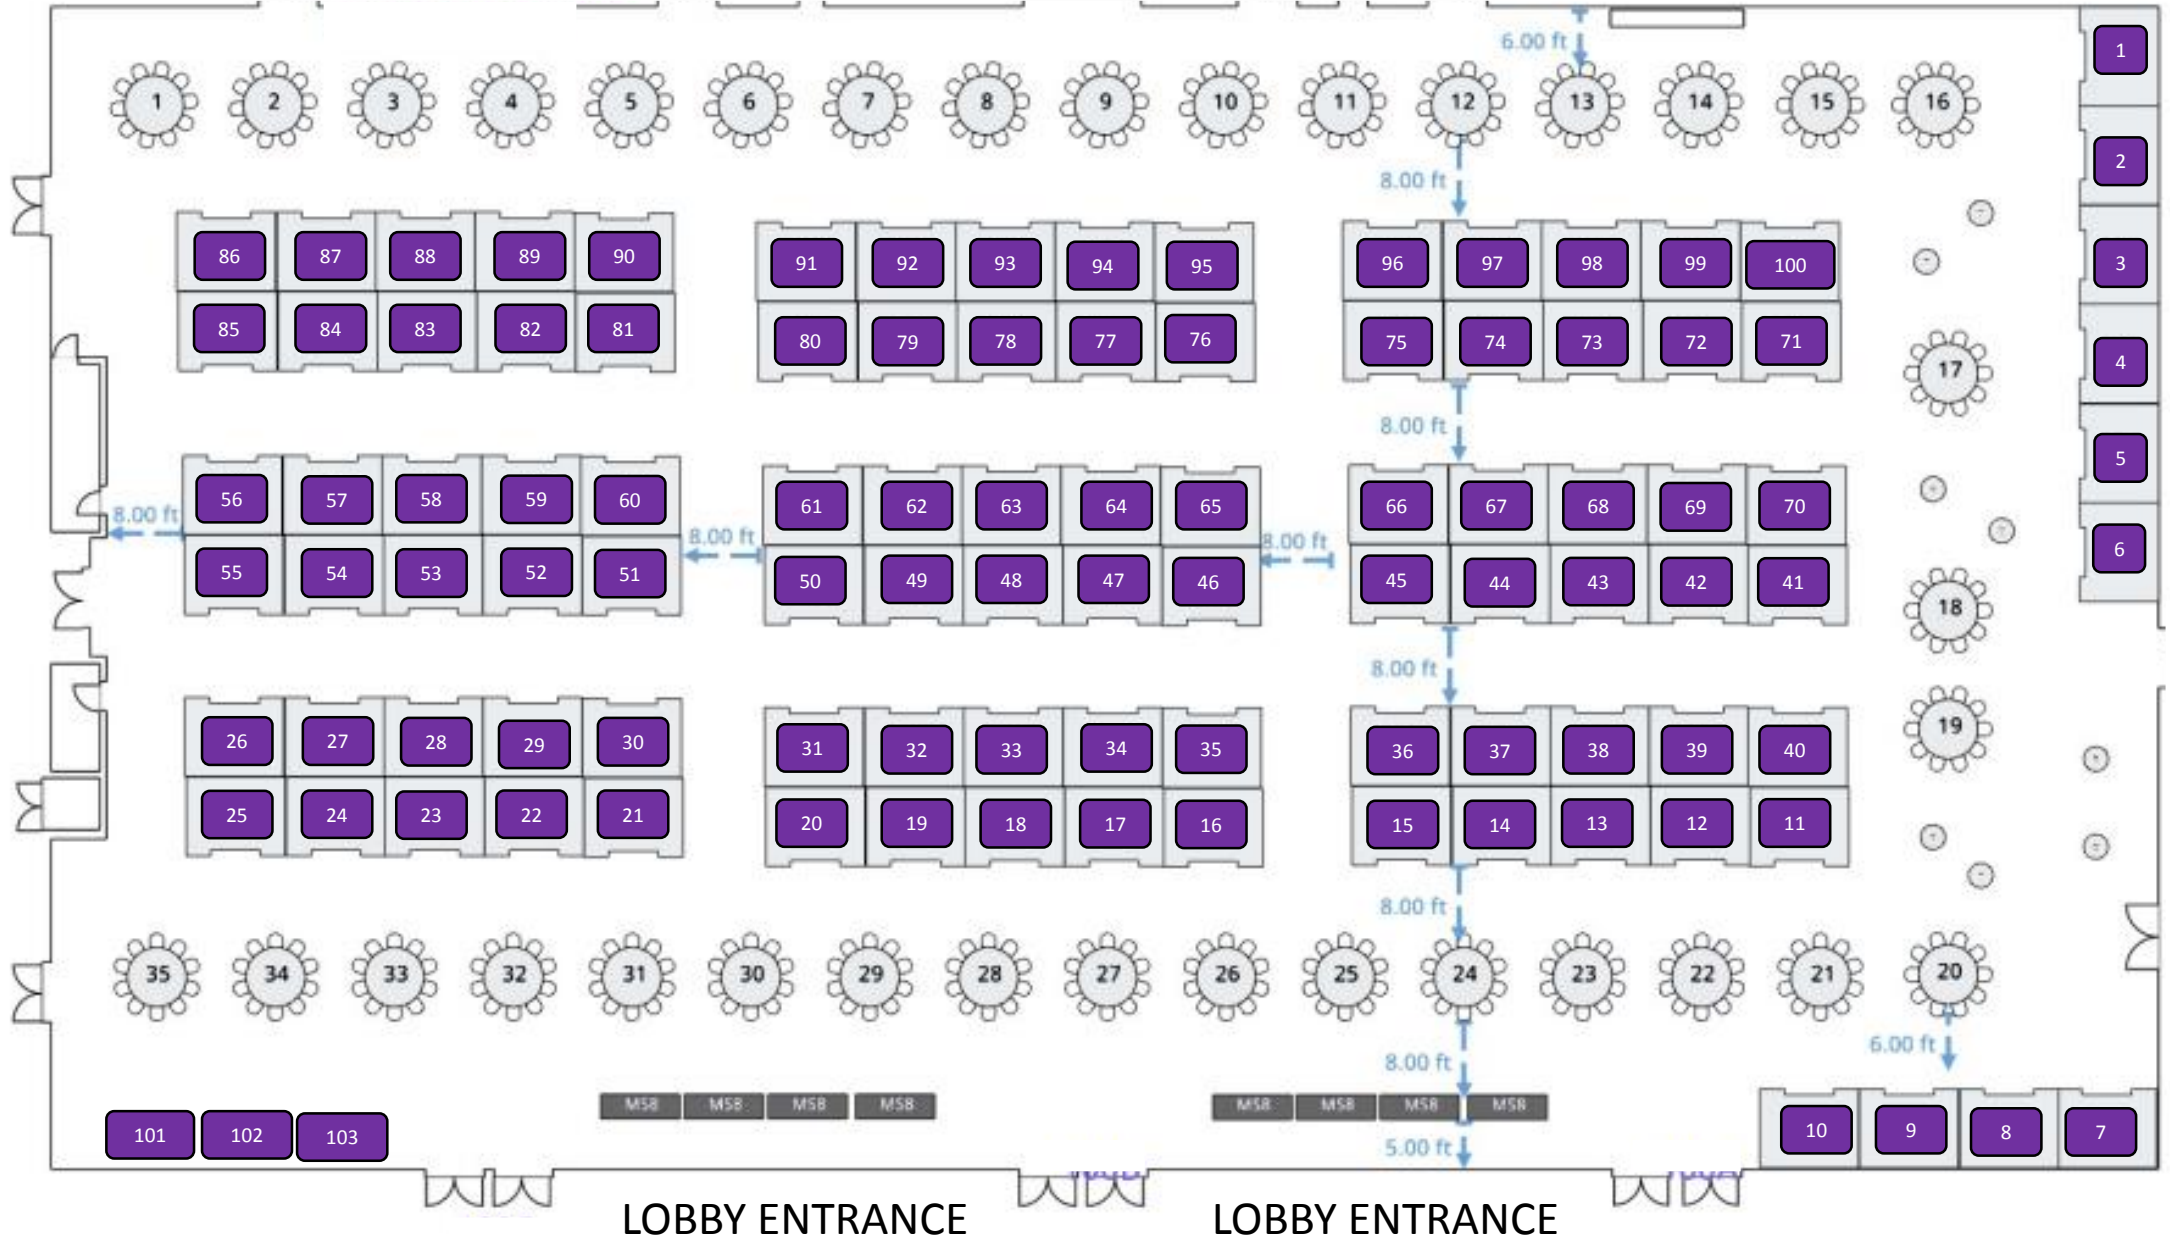 6.00 ft
1
1 2 3 4 5 6 7 8 9 10 11 12 13 14 15 16
2
8.00 ft
86 87 88 89 90 91 92 93 94 95 96 97 98 99 100
3
85 84 83 82 81 80 79 78 77 76 75 74 73 72 71
4
17
8.00 ft
5
56 57 58 59 60 61 62 63 64 65 66 67 68 69 70
8.00 ft 8.00 ft 8.00 ft
6
55 54 53 52 51 50 49 48 47 46 45 44 43 42 41
18
8.00 ft
19
26 27 28 29 30 31 32 33 34 35 36 37 38 39 40
25 24 23 22 21 20 19 18 17 16 15 14 13 12 11
8.00 ft
35 34 33 32 31 30 29 28 27 26 25 24 23 22 21 20
6.00 ft
8.00 ft
MSB MSB MSB MSB MSB MSB MSB MSB
101 102 103
10 9 8 7
5.00 ft
LOBBY ENTRANCE LOBBY ENTRANCE